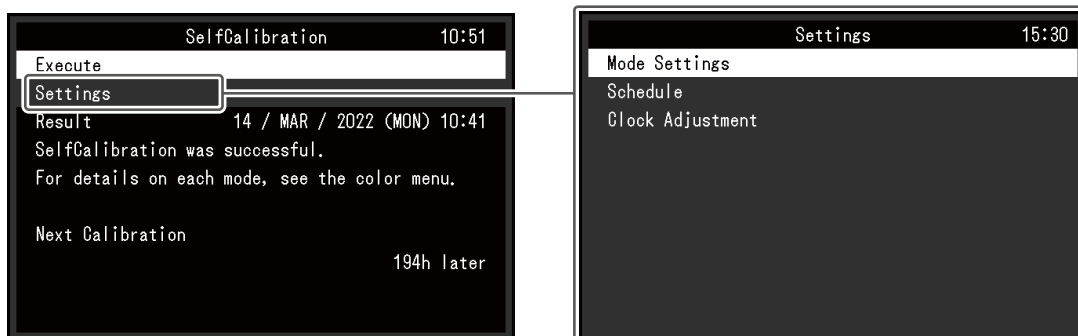 SelfCalibration 10:51
Execute
Settings
Result 14 / MAR / 2022 (MON) 10:41
SelfCalibration was successful.
For details on each mode, see the color menu.
Next Calibration
194h later
Settings 15:30
Mode Settings
Schedule
Clock Adjustment